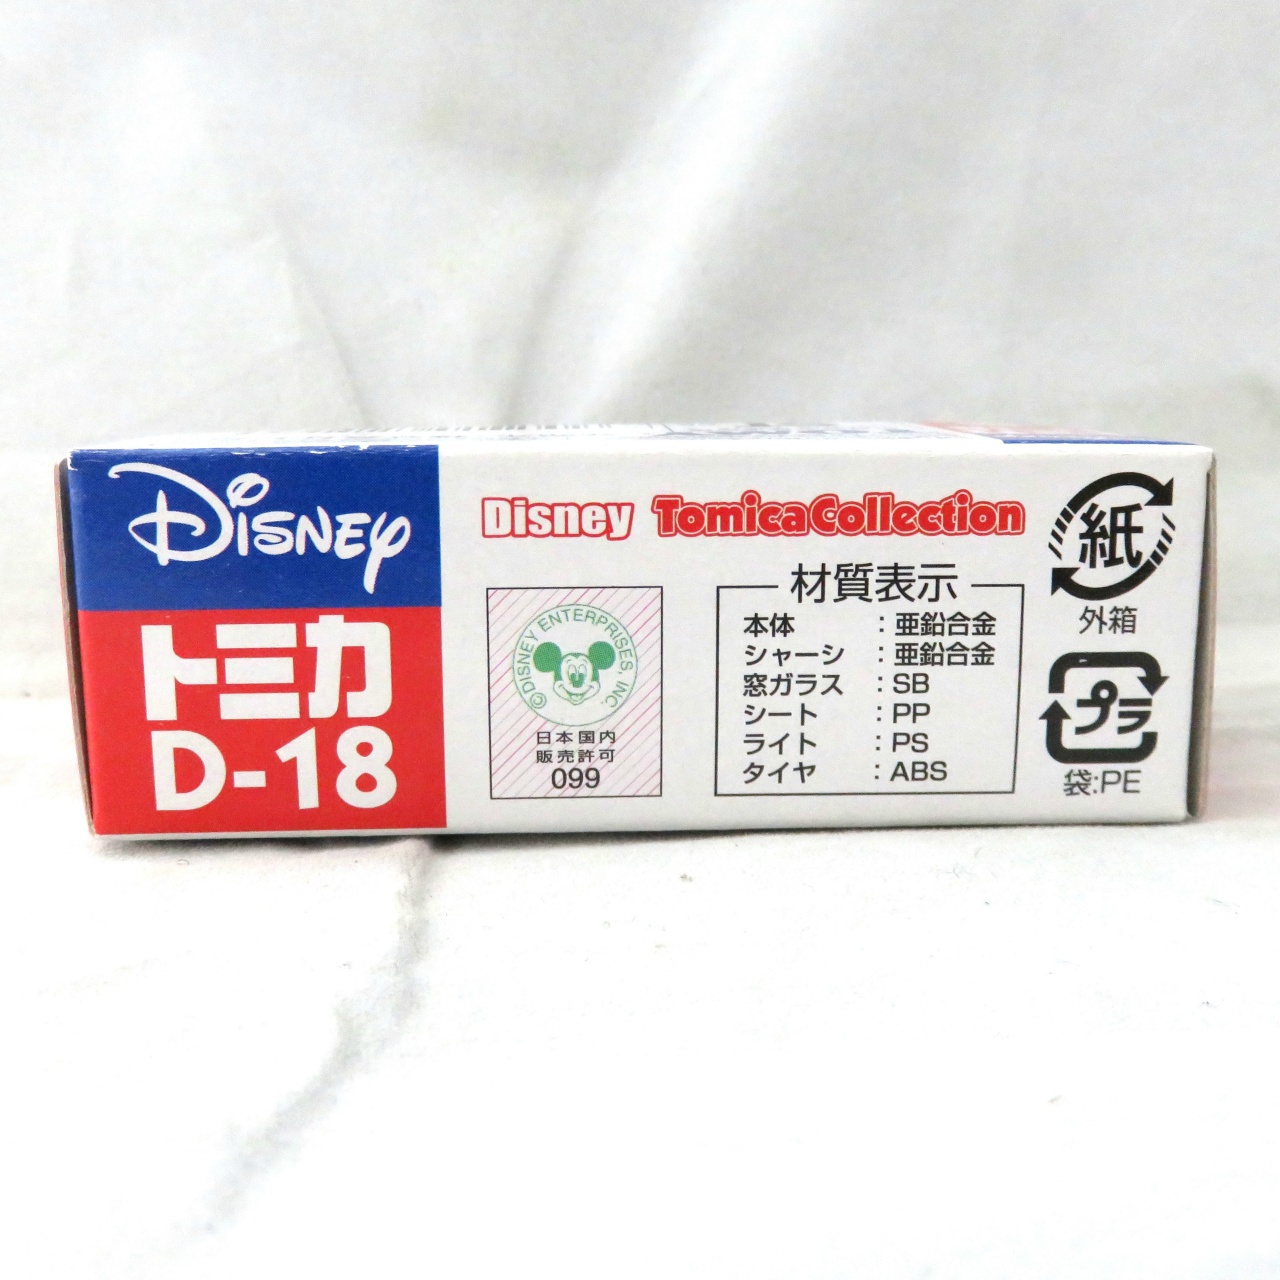 Disney
トミカ
D-18
Disney TomicaCollection
©DISNEY ENTERPRISES, INC.
日本国内
販売許可
099
材質表示
本体 : 亜鉛合金
シャーシ : 亜鉛合金
窓ガラス : SB
シート : PP
ライト : PS
タイヤ : ABS
紙
外箱
プラ
袋:PE